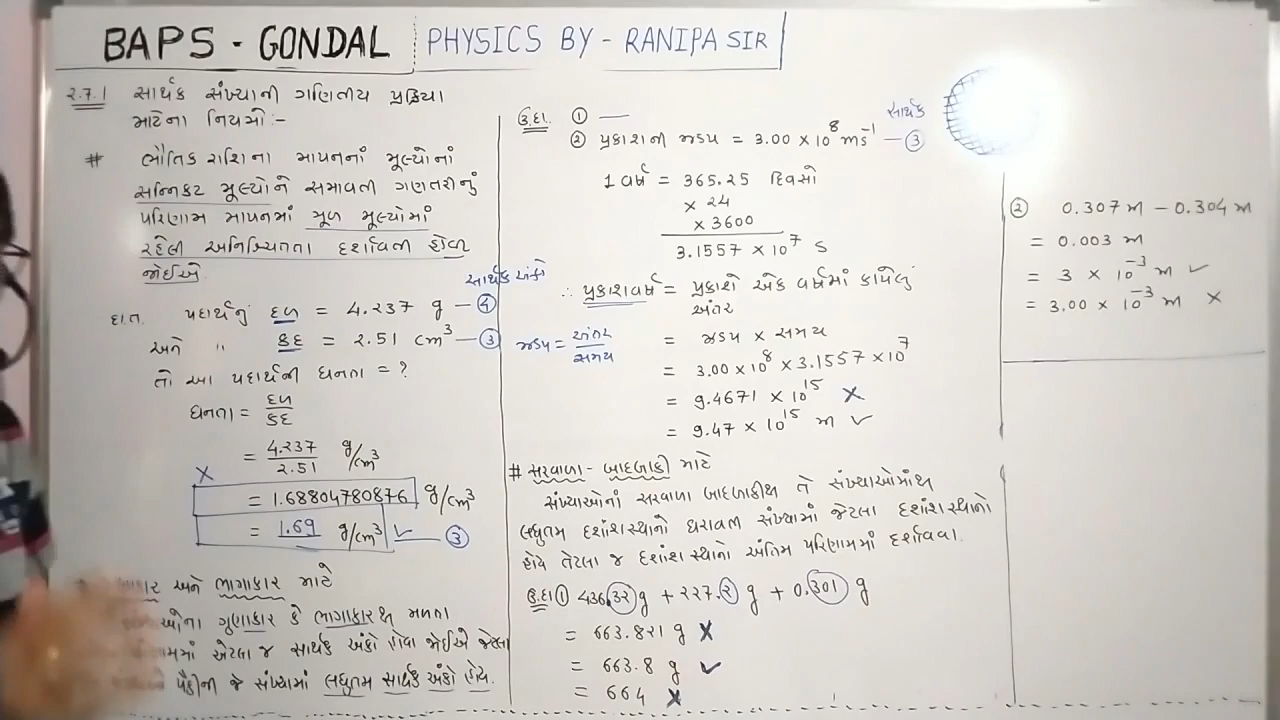 BAPS - GONDAL
PHYSICS BY - RANIPA SIR
૨.૭.૧ સાર્થક સંખ્યાની ગાણિતીય પ્રક્રિયા
માટેના નિયમો :-
# ભૌતિક રાશિના માપનનાં મૂલ્યોનાં
સન્નિકટ મૂલ્યોને સમાવતી ગણતરીનું
પરિણામ માપનમાં મૂળ મૂલ્યોમાં
રહેલી અનિશ્ચિતતા દર્શાવતી હોવી
જોઈએ.
સાર્થક અંકો
દા.ત. પદાર્થનું દળ = 4.237 g — ④
અને " કદ = 2.51 cm³ — ③
તો આ પદાર્થની ઘનતા = ?
ઘનતા = દળ/કદ
= 4.237/2.51 g/cm³
X
= 1.68804780876 g/cm³
= 1.69 g/cm³ ✓ — ③
અને ભાગાકાર માટે
ગુણાકાર કે ભાગાકારથી મળતા
એટલા જ સાર્થક અંકો હોવા જોઈએ જેટલા
પૈકીની જે સંખ્યામાં લઘુતમ સાર્થક અંકો હોય.
ઉ.દા. ① —
સાર્થક
② પ્રકાશની ઝડપ = 3.00 × 10⁸ ms⁻¹ — ③
1 વર્ષ = 365.25 દિવસો
× 24
× 3600
3.1557 × 10⁷ s
∴ પ્રકાશવર્ષ = પ્રકાશે એક વર્ષમાં કાપેલું
અંતર
ઝડપ = અંતર/સમય
= ઝડપ × સમય
= 3.00 × 10⁸ × 3.1557 × 10⁷
= 9.4671 × 10¹⁵ X
= 9.47 × 10¹⁵ m ✓
# સરવાળા - બાદબાકી માટે
સંખ્યાઓનાં સરવાળા બાદબાકીથી તે સંખ્યાઓમાંથી
લઘુતમ દશાંશસ્થાનો ધરાવતી સંખ્યામાં જેટલા દશાંશસ્થાનો
હોય તેટલા જ દશાંશ સ્થાનો અંતિમ પરિણામમાં દર્શાવવા.
ઉ.દા ① 436.32 g + 227.2 g + 0.301 g
= 663.821 g X
= 663.8 g ✓
= 664 X
② 0.307 m − 0.304 m
= 0.003 m
= 3 × 10⁻³ m ✓
= 3.00 × 10⁻³ m X